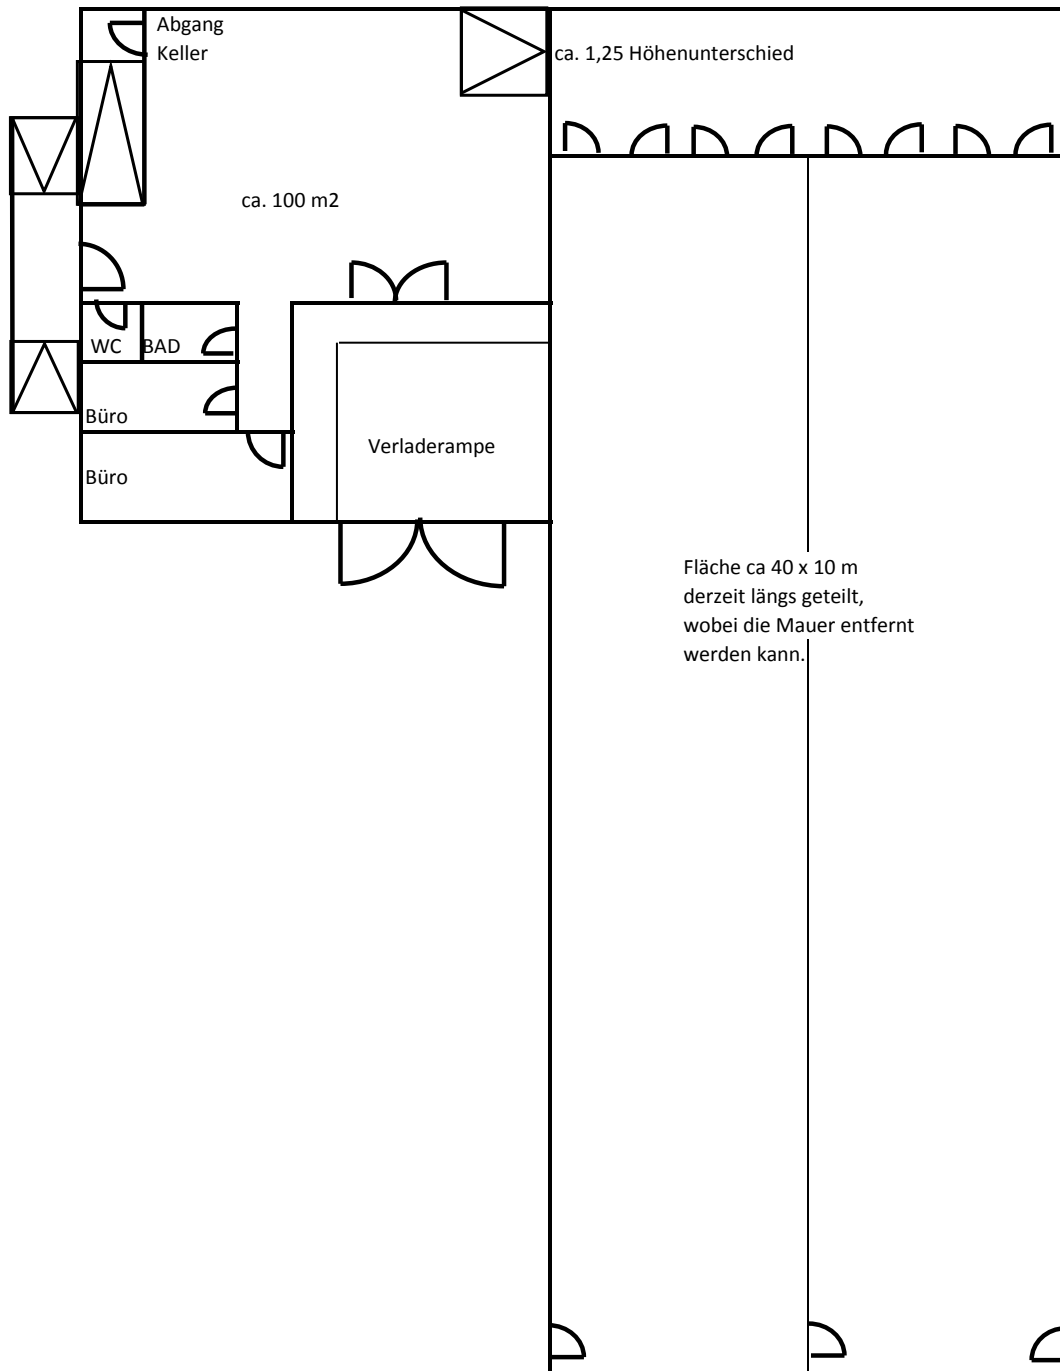 Abgang
Keller
ca. 1,25 Höhenunterschied
ca. 100 m2
WC
BAD
Büro
Verladerampe
Büro
Fläche ca 40 x 10 m
derzeit längs geteilt,
wobei die Mauer entfernt
werden kann.